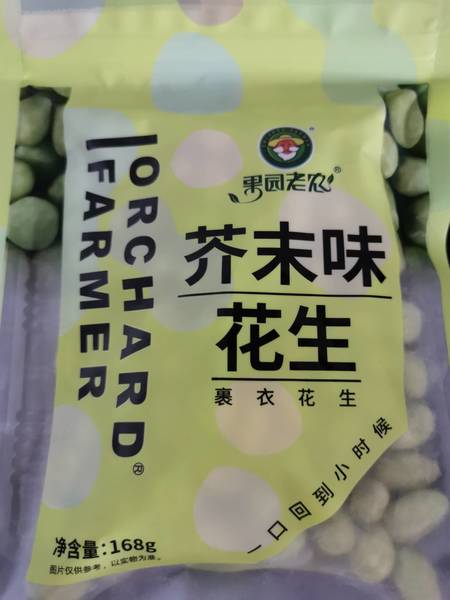 果园老农®
ORCHARD
FARMER®
芥末味
花生
裹衣花生
一口回到小时候
净含量:168g
图片仅供参考，以实物为准。